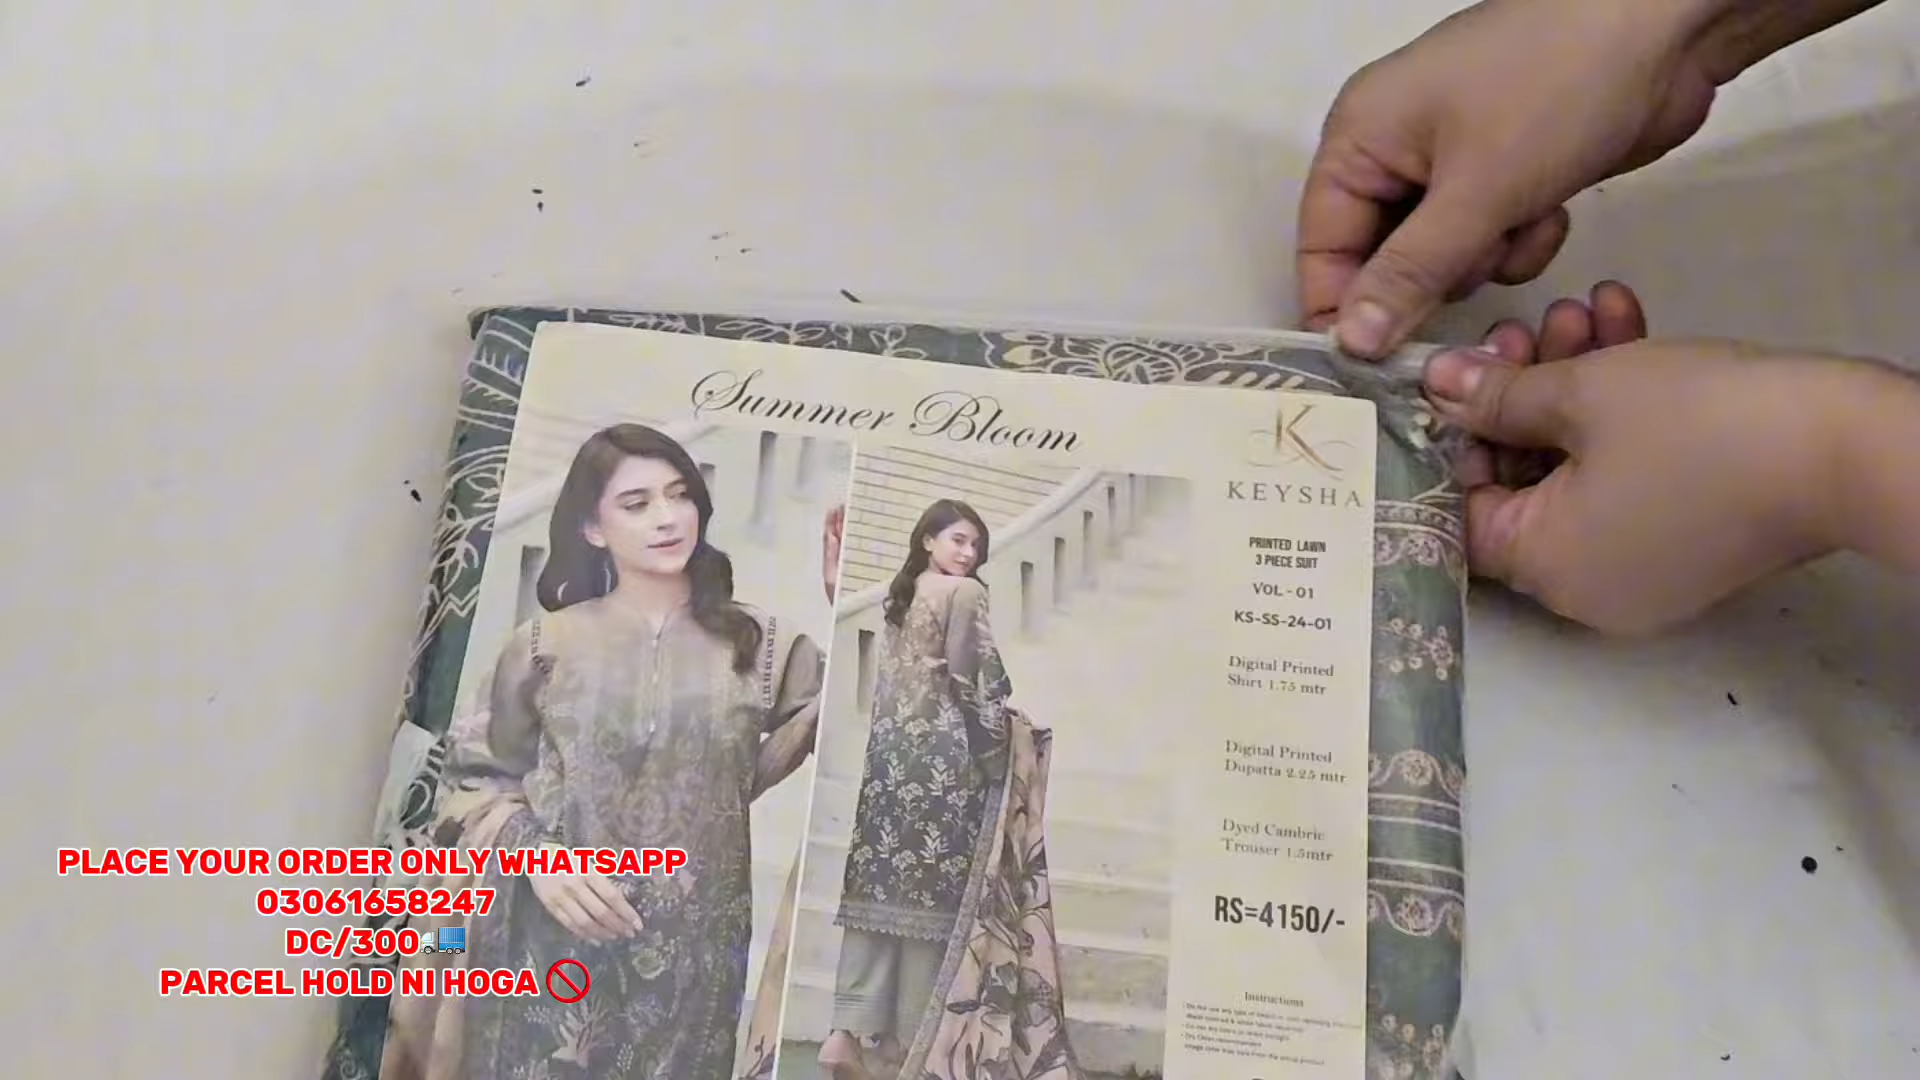 Summer Bloom
K
KEYSHA
PRINTED LAWN
3 PIECE SUIT
VOL - 01
KS-SS-24-01
Digital Printed
Shirt 1.75 mtr
Digital Printed
Dupatta 2.25 mtr
Dyed Cambric
Trouser 1.5mtr
RS=4150/-
Instructions
PLACE YOUR ORDER ONLY WHATSAPP
03061658247
DC/300🚛
PARCEL HOLD NI HOGA 🚫